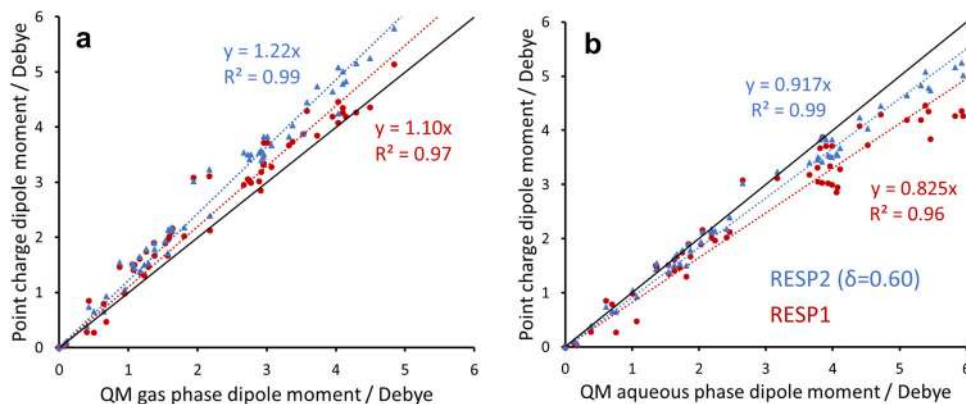 a
y = 1.22x
R² = 0.99
y = 1.10x
R² = 0.97
Point charge dipole moment / Debye
6
5
4
3
2
1
0
0 1 2 3 4 5 6
QM gas phase dipole moment / Debye
b
y = 0.917x
R² = 0.99
y = 0.825x
R² = 0.96
RESP2 (δ=0.60)
RESP1
Point charge dipole moment / Debye
6
5
4
3
2
1
0
0 1 2 3 4 5 6
QM aqueous phase dipole moment / Debye